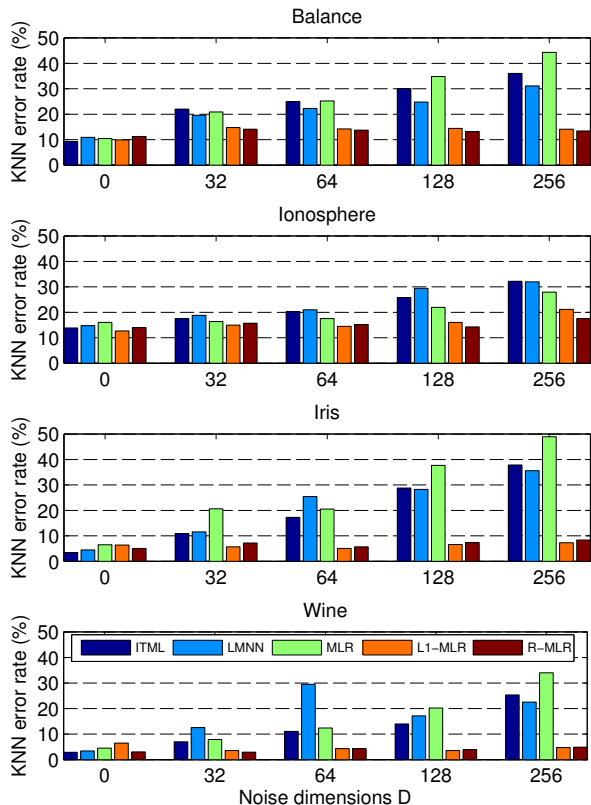 Balance
KNN error rate (%)
50
40
30
20
10
0
0 32 64 128 256
Ionosphere
KNN error rate (%)
50
40
30
20
10
0
0 32 64 128 256
Iris
KNN error rate (%)
50
40
30
20
10
0
0 32 64 128 256
Wine
KNN error rate (%)
50
40
30
20
10
0
ITML LMNN MLR L1−MLR R−MLR
0 32 64 128 256
Noise dimensions D